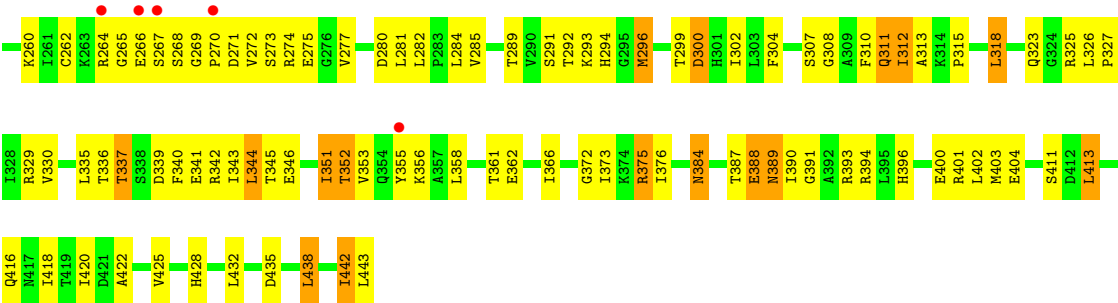 K260 I261 C262 K263 R264 G265 E266 S267 S268 G269 P270 D271 V272 S273 R274 E275 G276 V277 D280 L281 L282 P283 L284 V285 T289 V290 S291 T292 K293 H294 G295 M296 T299 D300 H301 I302 L303 F304 S307 G308 A309 F310 Q311 I312 A313 K314 P315 L318 Q323 G324 R325 L326 P327
I328 R329 V330 L335 T336 T337 S338 D339 F340 E341 R342 I343 L344 T345 E346 I351 T352 V353 Q354 Y355 K356 A357 L358 T361 E362 I366 G372 I373 K374 R375 I376 N384 T387 E388 N389 I390 G391 A392 R393 R394 L395 H396 E400 R401 L402 M403 E404 S411 D412 L413
Q416 N417 I418 T419 I420 D421 A422 V425 H428 L432 D435 L438 I442 L443